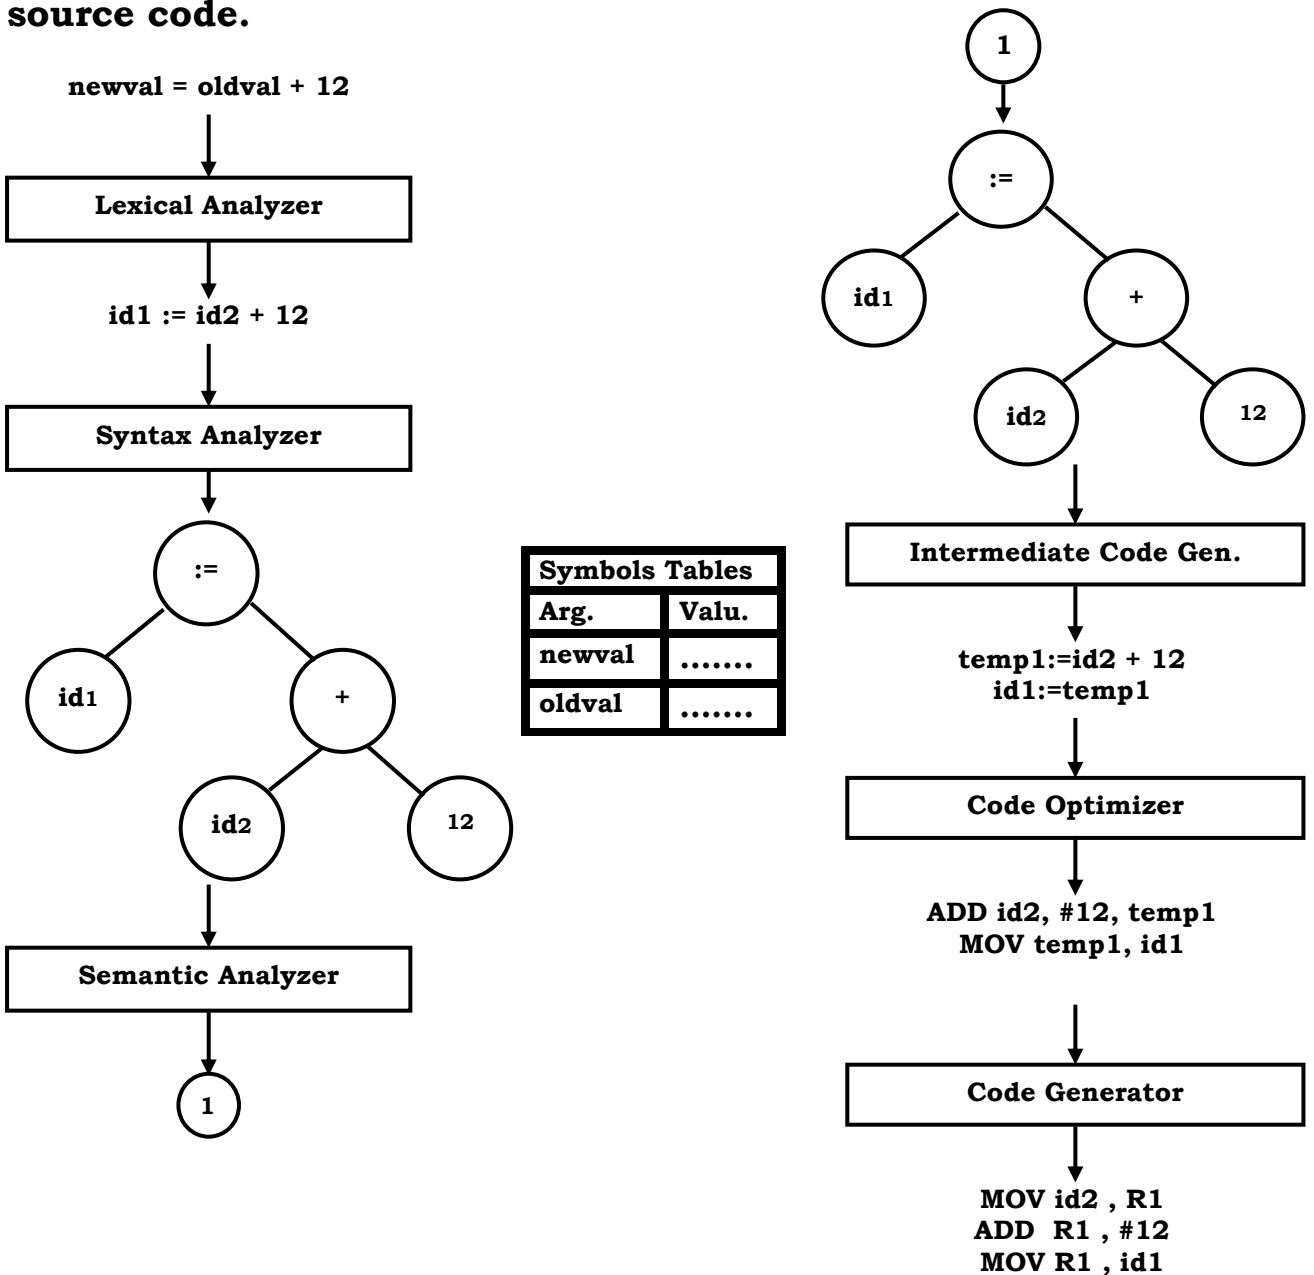 source code.
newval = oldval + 12
Lexical Analyzer
id1 := id2 + 12
Syntax Analyzer
:=
id1
+
id2
12
Semantic Analyzer
1
Symbols Tables
Arg. Valu.
newval .......
oldval .......
1
:=
id1
+
id2
12
Intermediate Code Gen.
temp1:=id2 + 12
id1:=temp1
Code Optimizer
ADD id2, #12, temp1
MOV temp1, id1
Code Generator
MOV id2 , R1
ADD R1 , #12
MOV R1 , id1